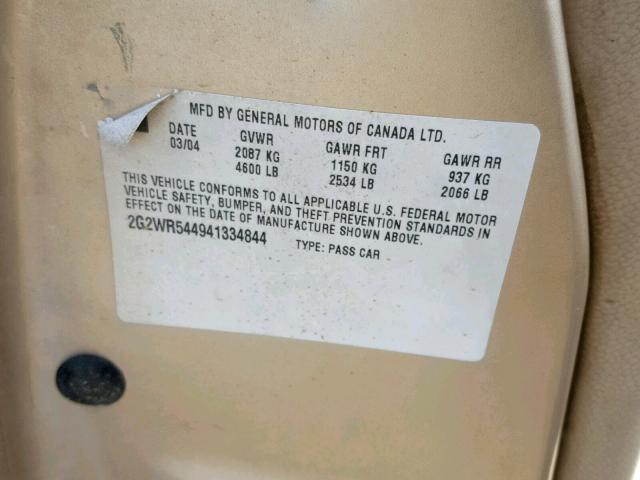 MFD BY GENERAL MOTORS OF CANADA LTD.
DATE GVWR GAWR FRT GAWR RR
03/04 2087 KG 1150 KG 937 KG
4600 LB 2534 LB 2066 LB
THIS VEHICLE CONFORMS TO ALL APPLICABLE U.S. FEDERAL MOTOR
VEHICLE SAFETY, BUMPER, AND THEFT PREVENTION STANDARDS IN
EFFECT ON THE DATE OF MANUFACTURE SHOWN ABOVE.
2G2WR544941334844 TYPE: PASS CAR